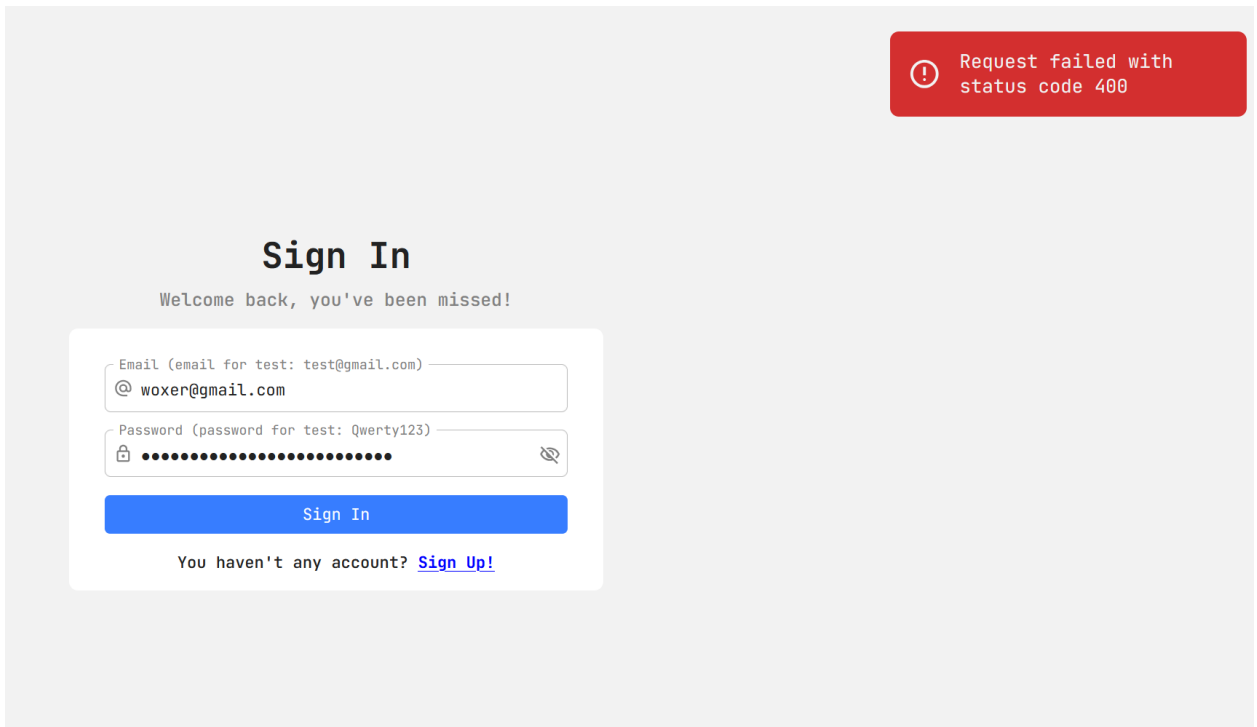 Request failed with
status code 400
Sign In
Welcome back, you've been missed!
Email (email for test: test@gmail.com)
woxer@gmail.com
Password (password for test: Qwerty123)
••••••••••••••••••••••••••
Sign In
You haven't any account? Sign Up!